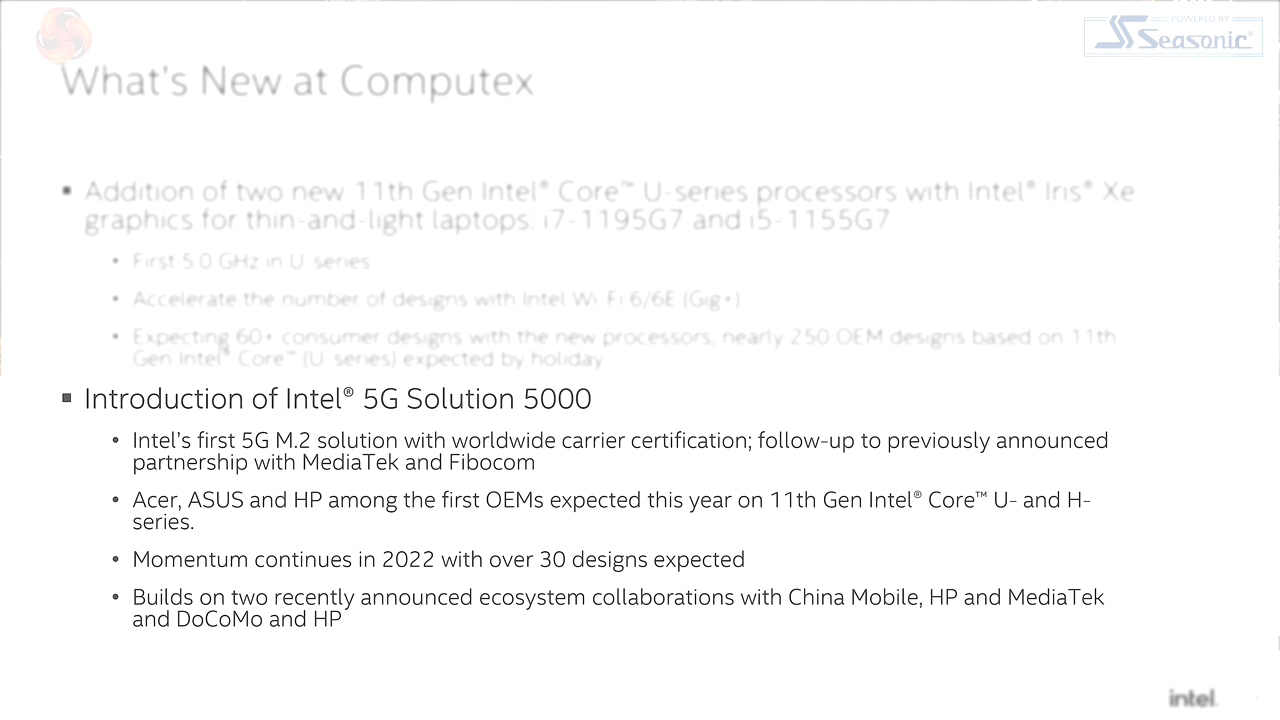 POWERED BY
Seasonic®
What's New at Computex
▪ Addition of two new 11th Gen Intel® Core™ U-series processors with Intel® Iris® Xe
graphics for thin-and-light laptops: i7-1195G7 and i5-1155G7
• First 5.0 GHz in U series
• Accelerate the number of designs with Intel Wi-Fi 6/6E (Gig+)
• Expecting 60+ consumer designs with the new processors, nearly 250 OEM designs based on 11th
Gen Intel® Core™ (U series) expected by holiday
▪ Introduction of Intel® 5G Solution 5000
• Intel's first 5G M.2 solution with worldwide carrier certification; follow-up to previously announced
partnership with MediaTek and Fibocom
• Acer, ASUS and HP among the first OEMs expected this year on 11th Gen Intel® Core™ U- and H-
series.
• Momentum continues in 2022 with over 30 designs expected
• Builds on two recently announced ecosystem collaborations with China Mobile, HP and MediaTek
and DoCoMo and HP
intel.